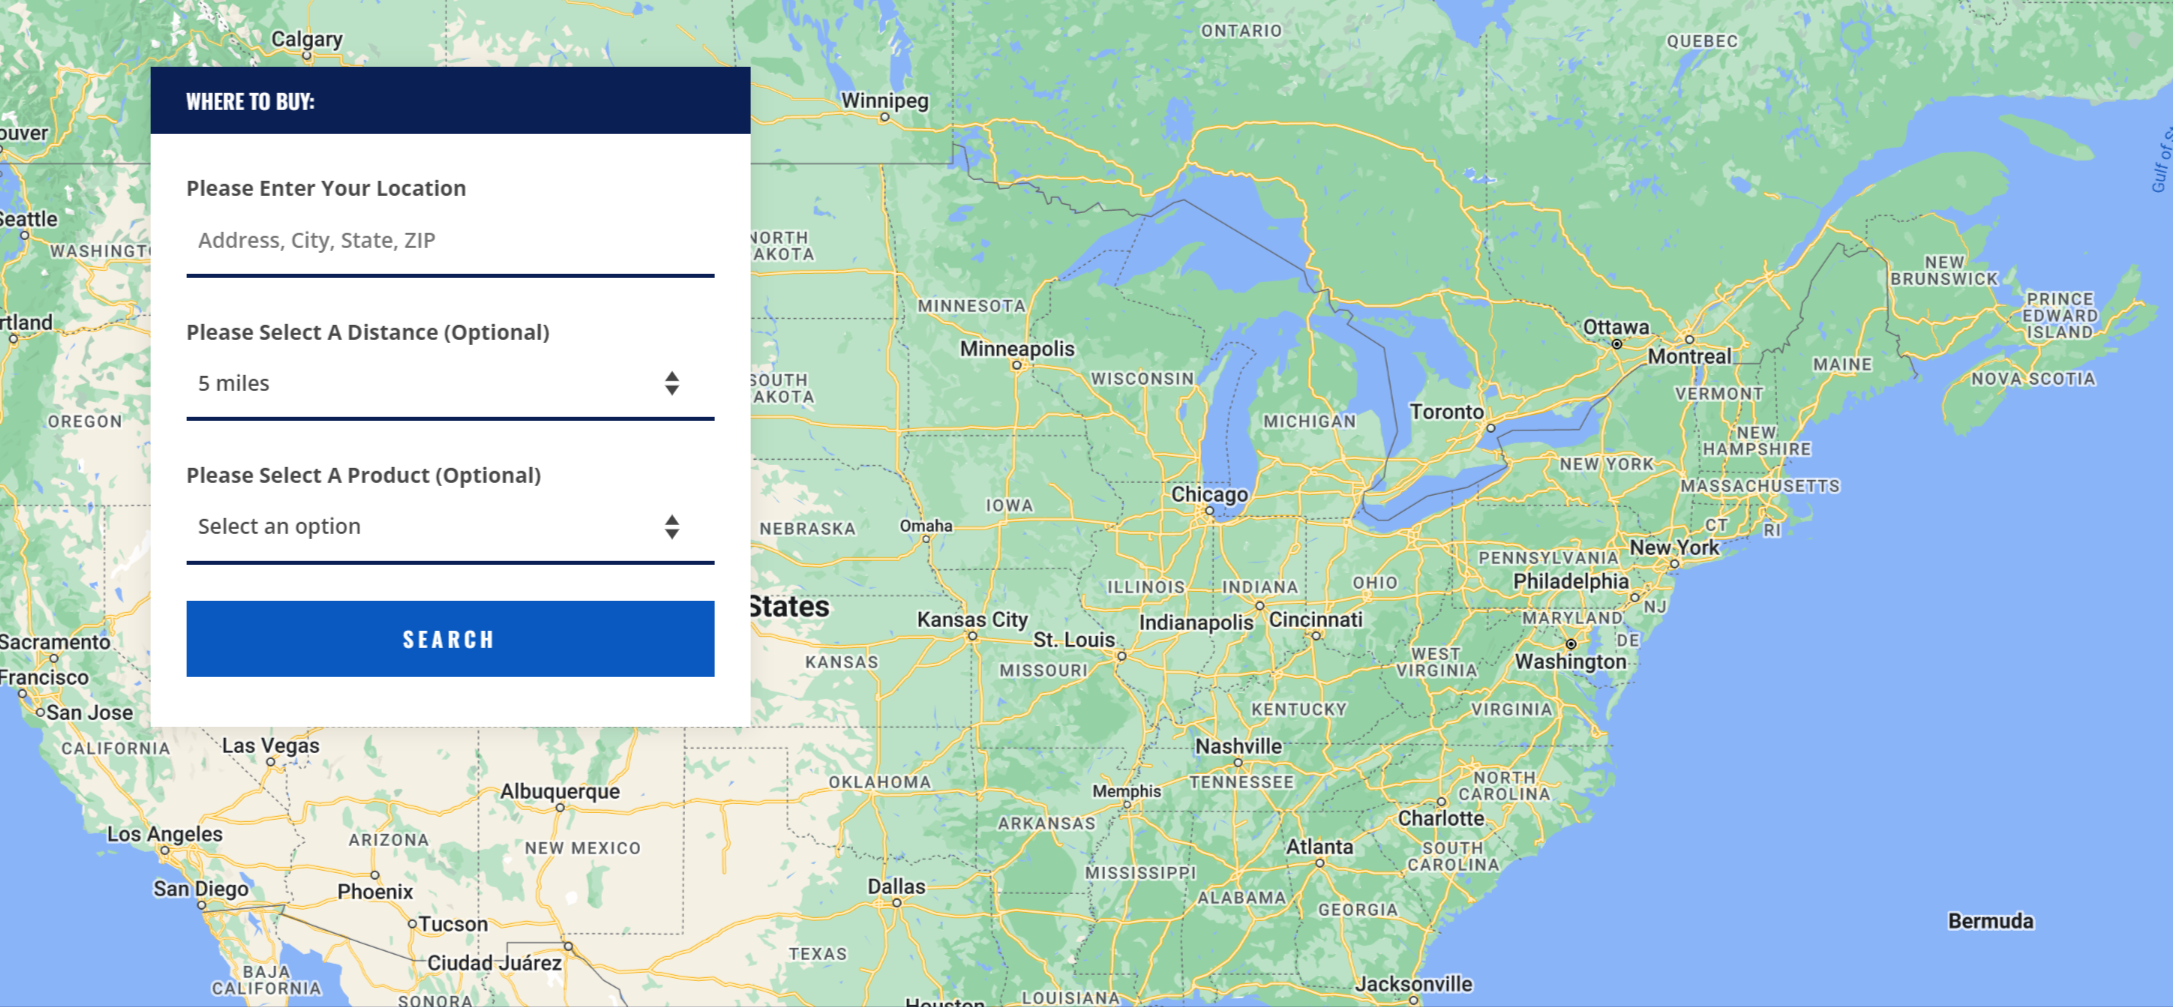 WHERE TO BUY:
Please Enter Your Location
Address, City, State, ZIP
Please Select A Distance (Optional)
5 miles
Please Select A Product (Optional)
Select an option
SEARCH
Calgary
Winnipeg
ONTARIO
QUEBEC
Gulf of
ouver
Seattle
WASHINGT
rtland
OREGON
NORTH
AKOTA
MINNESOTA
Minneapolis
SOUTH
AKOTA
WISCONSIN
MICHIGAN
Toronto
Ottawa
Montreal
NEW
BRUNSWICK
PRINCE
EDWARD
ISLAND
MAINE
NOVA SCOTIA
VERMONT
NEW
HAMPSHIRE
NEW YORK
MASSACHUSETTS
CT
RI
Chicago
IOWA
NEBRASKA
Omaha
PENNSYLVANIA
New York
Philadelphia
NJ
ILLINOIS
INDIANA
OHIO
MARYLAND
DE
Washington
States
Kansas City
St. Louis
Indianapolis
Cincinnati
WEST
VIRGINIA
KANSAS
MISSOURI
KENTUCKY
VIRGINIA
Sacramento
Francisco
San Jose
CALIFORNIA
Las Vegas
Nashville
TENNESSEE
NORTH
CAROLINA
OKLAHOMA
Memphis
Charlotte
Albuquerque
Los Angeles
ARIZONA
NEW MEXICO
ARKANSAS
Atlanta
SOUTH
CAROLINA
San Diego
Phoenix
Dallas
MISSISSIPPI
ALABAMA
GEORGIA
Tucson
Bermuda
Ciudad Juárez
TEXAS
BAJA
CALIFORNIA
SONORA
Houston
LOUISIANA
Jacksonville